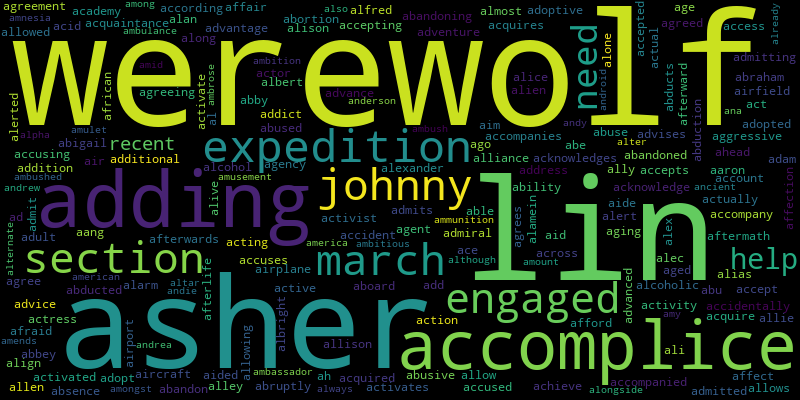 agreement among also alfred almost adoptive age already
amnesia academy according affair abandoning acquires agreed access
acquaintance alan advantage abortion accepting accepted
allowed acid ambulance along alison adventure actual admitting
werewolf
alerted african activate al ambrose amid ambition alone alice alien android need abducts afterward abraham airfield
agreeing actor albert advance anderson act ana
alpha amulet abby addict abused ambush aim andy abuse alter advises abduction adopted
accusing abigail recent expedition ago accompanies abe acknowledges abandoned aggressive
addition air additional alcohol agency alexander alliance address ahead adam
ambushed adding johnny lin ally accepts aaron
andrew alive amusement ability acknowledge account ancient
ad admit activist admits ammunition able agrees alamein aide alert actually affection
adult aang afterwards acting accident agent admiral aid aging alex accompany
alternate section accuses america ambitious ace although across alec aftermath help
agree american afterlife airplane march amount aged alias
abducted alarm altar andie active aboard add engaged advanced alcoholic abu accept
advice asher albright activity accidentally
actress action afford amy acquire allie
afraid airport allowing accomplice
amends abbey andrea allison ali
align aircraft ambassador affect
activated adopt aided ah acquired abusive allow accused achieve accompanied
allen absence amongst abandon alley abruptly always activates alongside admitted allows